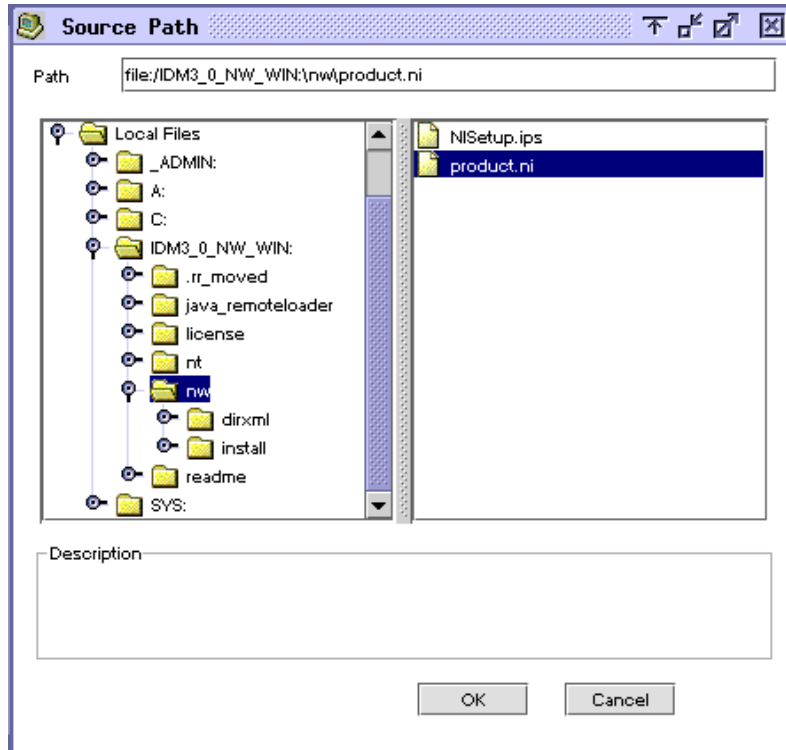 Source Path
Path
file:/IDM3_0_NW_WIN:\nw\product.ni
Local Files
_ADMIN:
A:
C:
IDM3_0_NW_WIN:
.rr_moved
java_remoteloader
license
nt
nw
dirxml
install
readme
SYS:
NISetup.ips
product.ni
Description
OK
Cancel